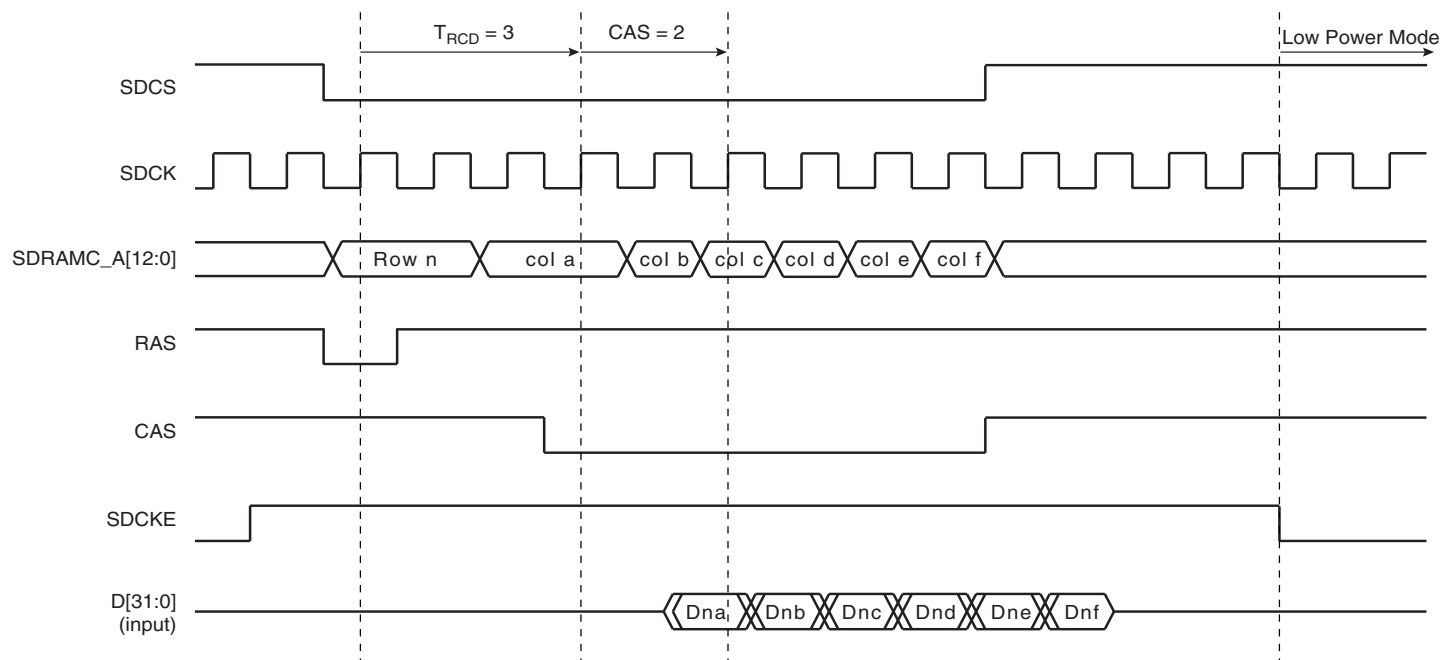 T_RCD = 3
CAS = 2
Low Power Mode
SDCS
SDCK
SDRAMC_A[12:0]
Row n
col a
col b
col c
col d
col e
col f
RAS
CAS
SDCKE
D[31:0]
(input)
Dna
Dnb
Dnc
Dnd
Dne
Dnf